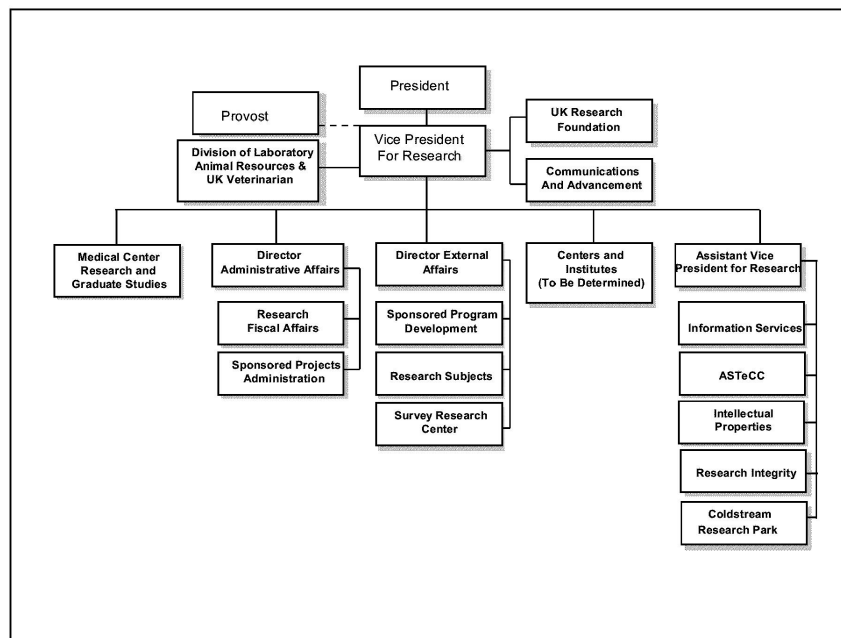 President
Provost
UK Research
Foundation
Vice President
For Research
Division of Laboratory
Animal Resources &
UK Veterinarian
Communications
And Advancement
Medical Center
Research and
Graduate Studies
Director
Administrative Affairs
Director External
Affairs
Centers and
Institutes
(To Be Determined)
Assistant Vice
President for Research
Research
Fiscal Affairs
Sponsored Projects
Administration
Sponsored Program
Development
Research Subjects
Survey Research
Center
Information Services
ASTeCC
Intellectual
Properties
Research Integrity
Coldstream
Research Park